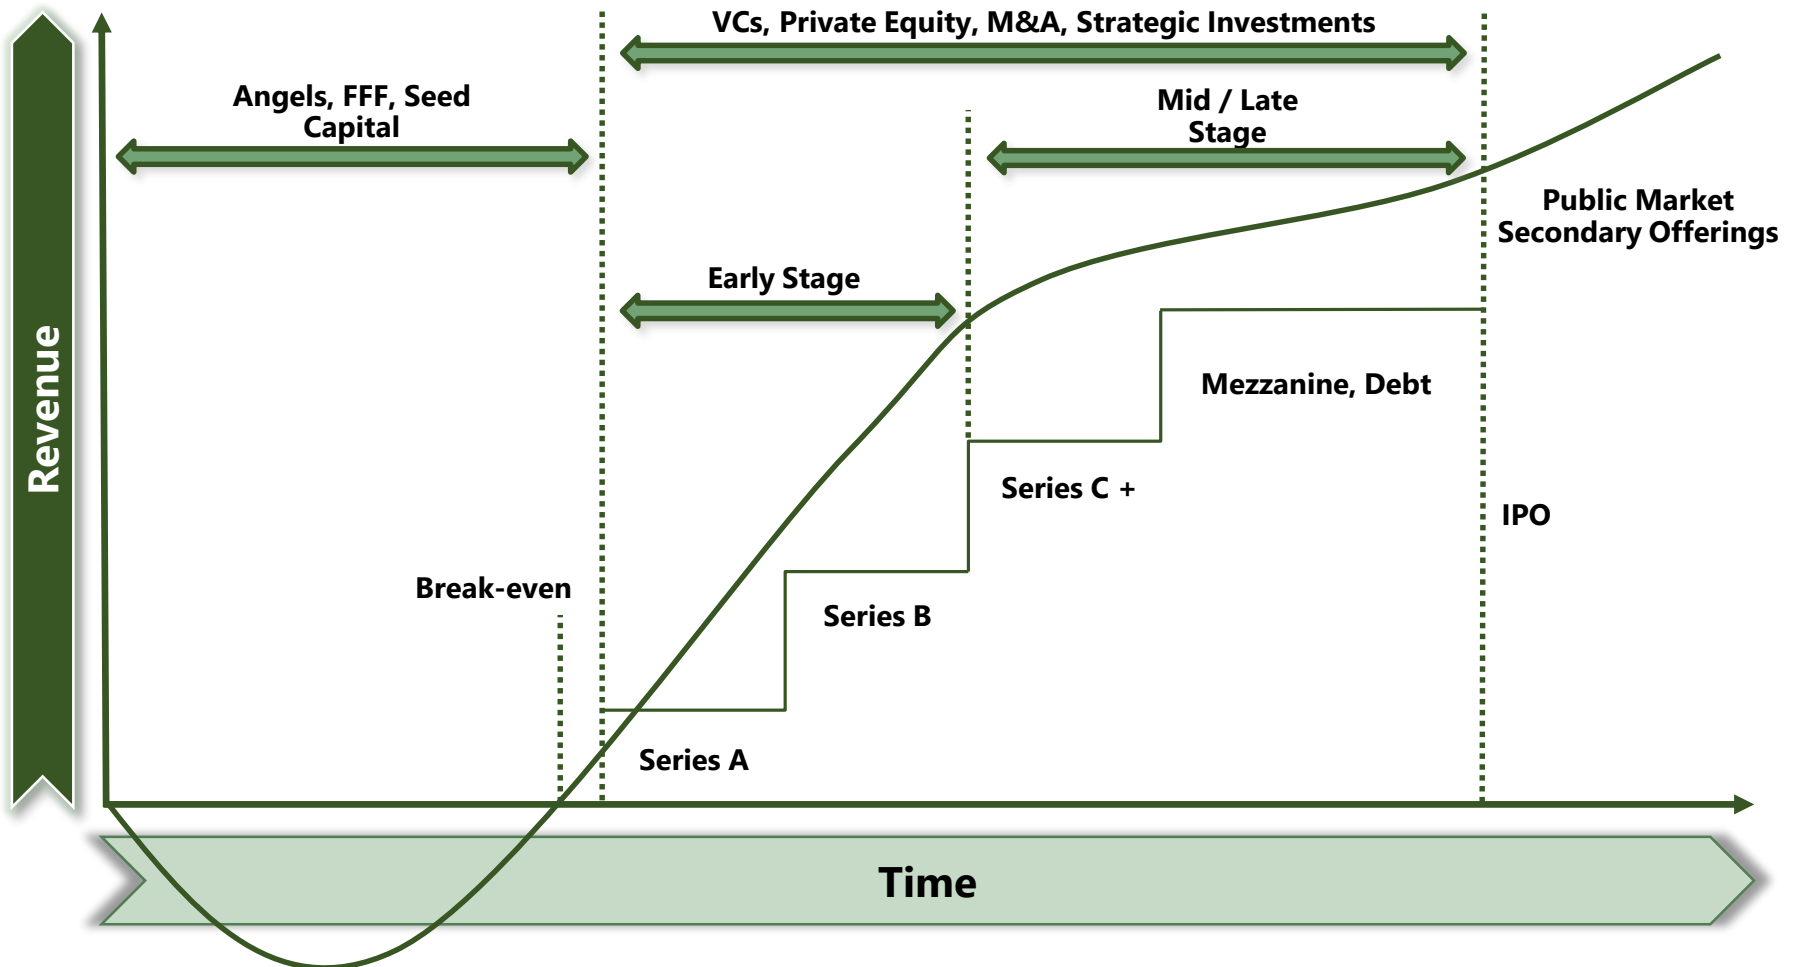 VCs, Private Equity, M&A, Strategic Investments
Angels, FFF, Seed
Capital
Mid / Late
Stage
Public Market
Secondary Offerings
Early Stage
Revenue
Mezzanine, Debt
Series C +
IPO
Break-even
Series B
Series A
Time